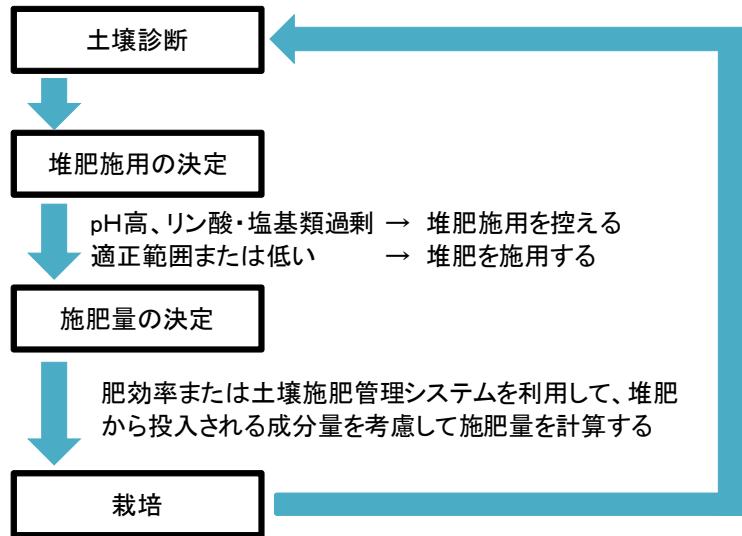 土壌診断
堆肥施用の決定
pH高、リン酸・塩基類過剰 → 堆肥施用を控える
適正範囲または低い → 堆肥を施用する
施肥量の決定
肥効率または土壌施肥管理システムを利用して、堆肥
から投入される成分量を考慮して施肥量を計算する
栽培